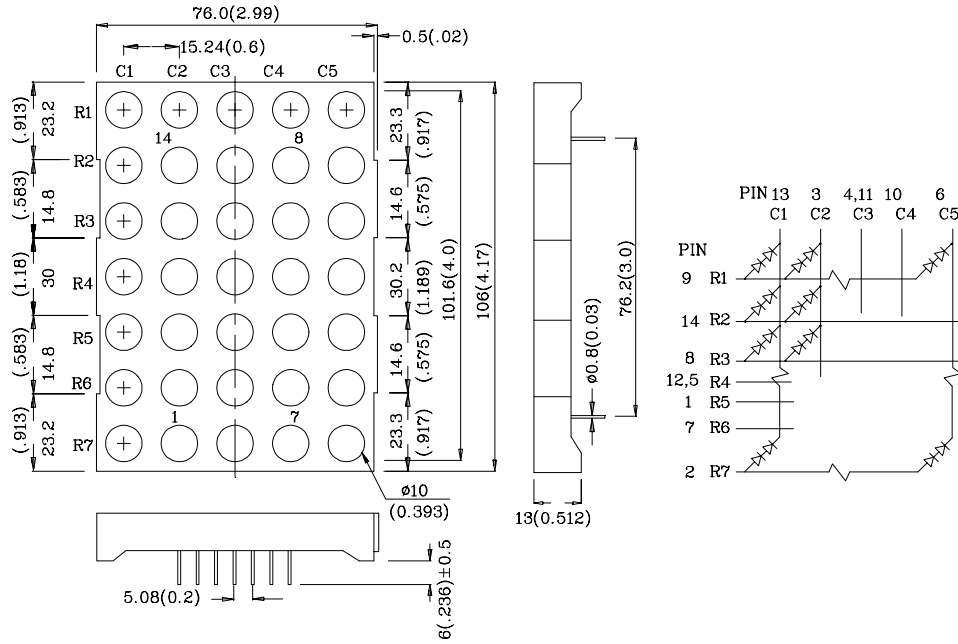 76.0(2.99)
0.5(.02)
15.24(0.6)
C1 C2 C3 C4 C5
R1
14 8
R2
R3
R4
R5
R6
1 7
R7
(.913)
23.2
(.583)
14.8
(1.18)
30
(.583)
14.8
(.913)
23.2
23.3
(.917)
14.6
(.575)
30.2
(1.189)
14.6
(.575)
23.3
(.917)
101.6(4.0)
106(4.17)
ø10
(0.393)
76.2(3.0)
ø0.8(0.03)
13(0.512)
5.08(0.2)
6(.236)±0.5
PIN 13 3 4,11 10 6
C1 C2 C3 C4 C5
PIN
9 R1
14 R2
8 R3
12,5 R4
1 R5
7 R6
2 R7